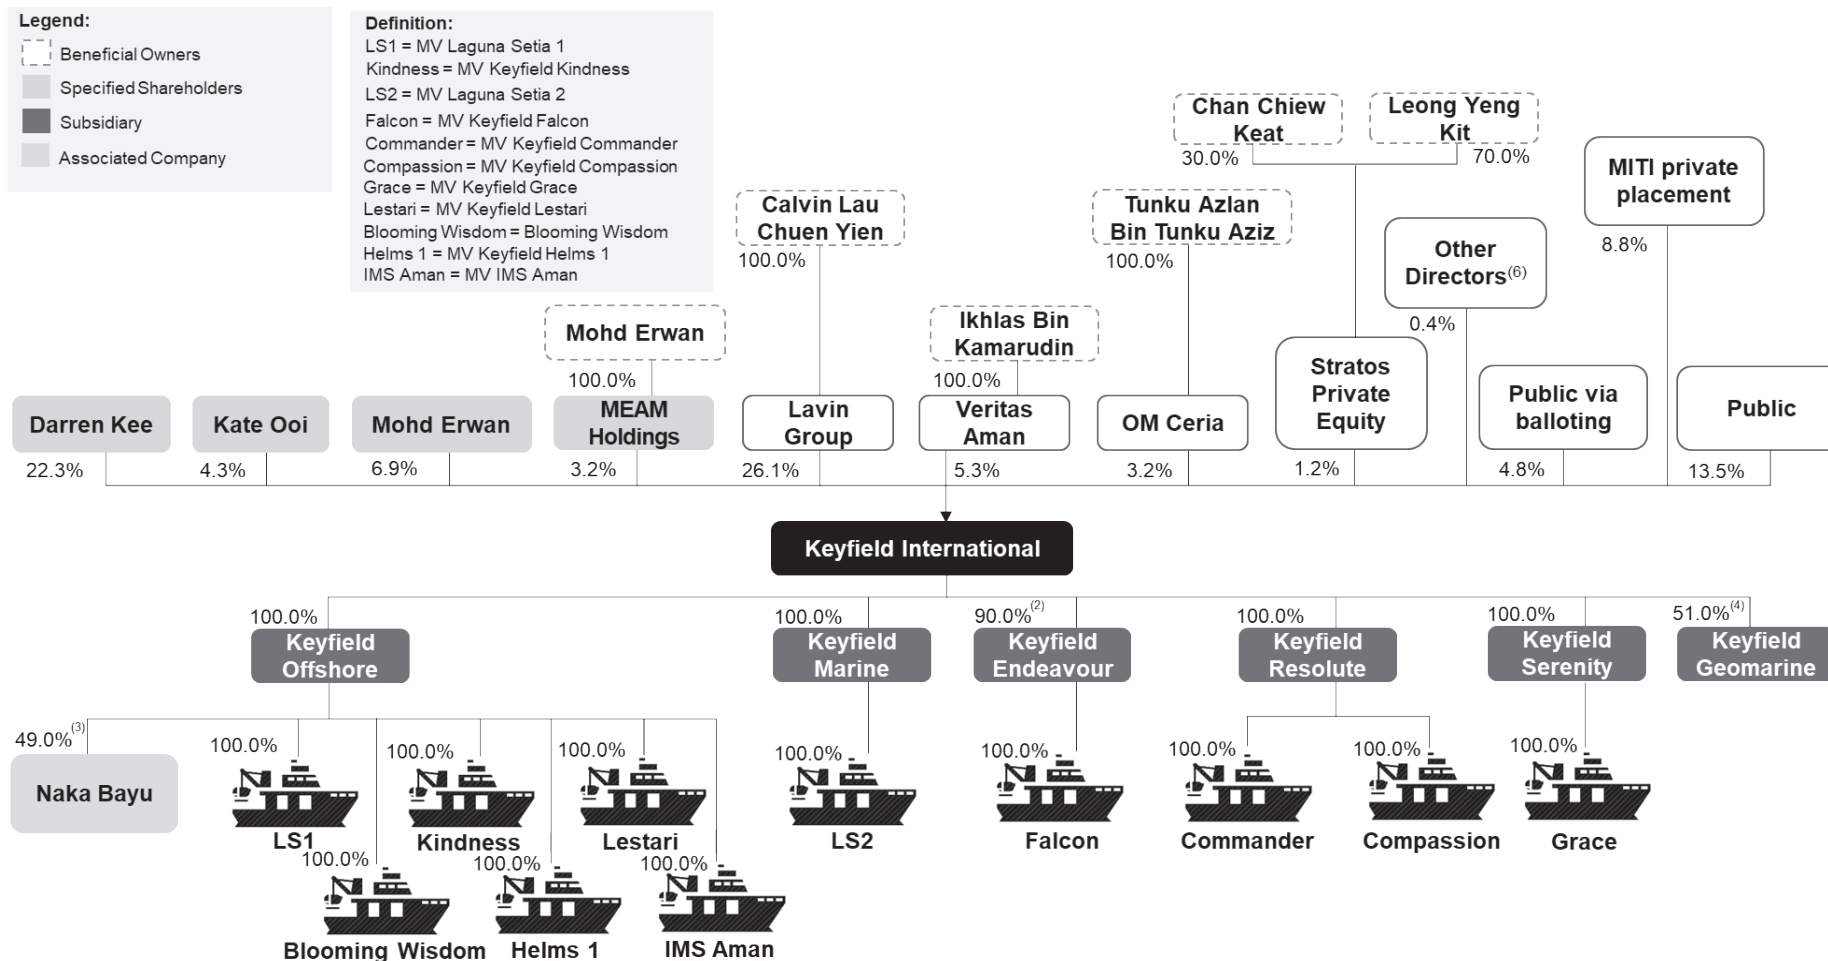 Legend:
Beneficial Owners
Specified Shareholders
Subsidiary
Associated Company
Definition:
LS1 = MV Laguna Setia 1
Kindness = MV Keyfield Kindness
LS2 = MV Laguna Setia 2
Falcon = MV Keyfield Falcon
Commander = MV Keyfield Commander
Compassion = MV Keyfield Compassion
Grace = MV Keyfield Grace
Lestari = MV Keyfield Lestari
Blooming Wisdom = Blooming Wisdom
Helms 1 = MV Keyfield Helms 1
IMS Aman = MV IMS Aman
Chan Chiew
Keat
30.0%
Leong Yeng
Kit
70.0%
MITI private
placement
8.8%
Calvin Lau
Chuen Yien
100.0%
Tunku Azlan
Bin Tunku Aziz
100.0%
Other
Directors(6)
0.4%
Mohd Erwan
100.0%
Ikhlas Bin
Kamarudin
100.0%
Darren Kee
22.3%
Kate Ooi
4.3%
Mohd Erwan
6.9%
MEAM
Holdings
3.2%
Lavin
Group
26.1%
Veritas
Aman
5.3%
OM Ceria
3.2%
Stratos
Private
Equity
1.2%
Public via
balloting
4.8%
Public
13.5%
Keyfield International
100.0%
Keyfield
Offshore
100.0%
Keyfield
Marine
90.0%(2)
Keyfield
Endeavour
100.0%
Keyfield
Resolute
100.0%
Keyfield
Serenity
51.0%(4)
Keyfield
Geomarine
49.0%(3)
Naka Bayu
100.0%
LS1
100.0%
Kindness
100.0%
Lestari
100.0%
LS2
100.0%
Falcon
100.0%
Commander
100.0%
Compassion
100.0%
Grace
100.0%
Blooming Wisdom
100.0%
Helms 1
100.0%
IMS Aman